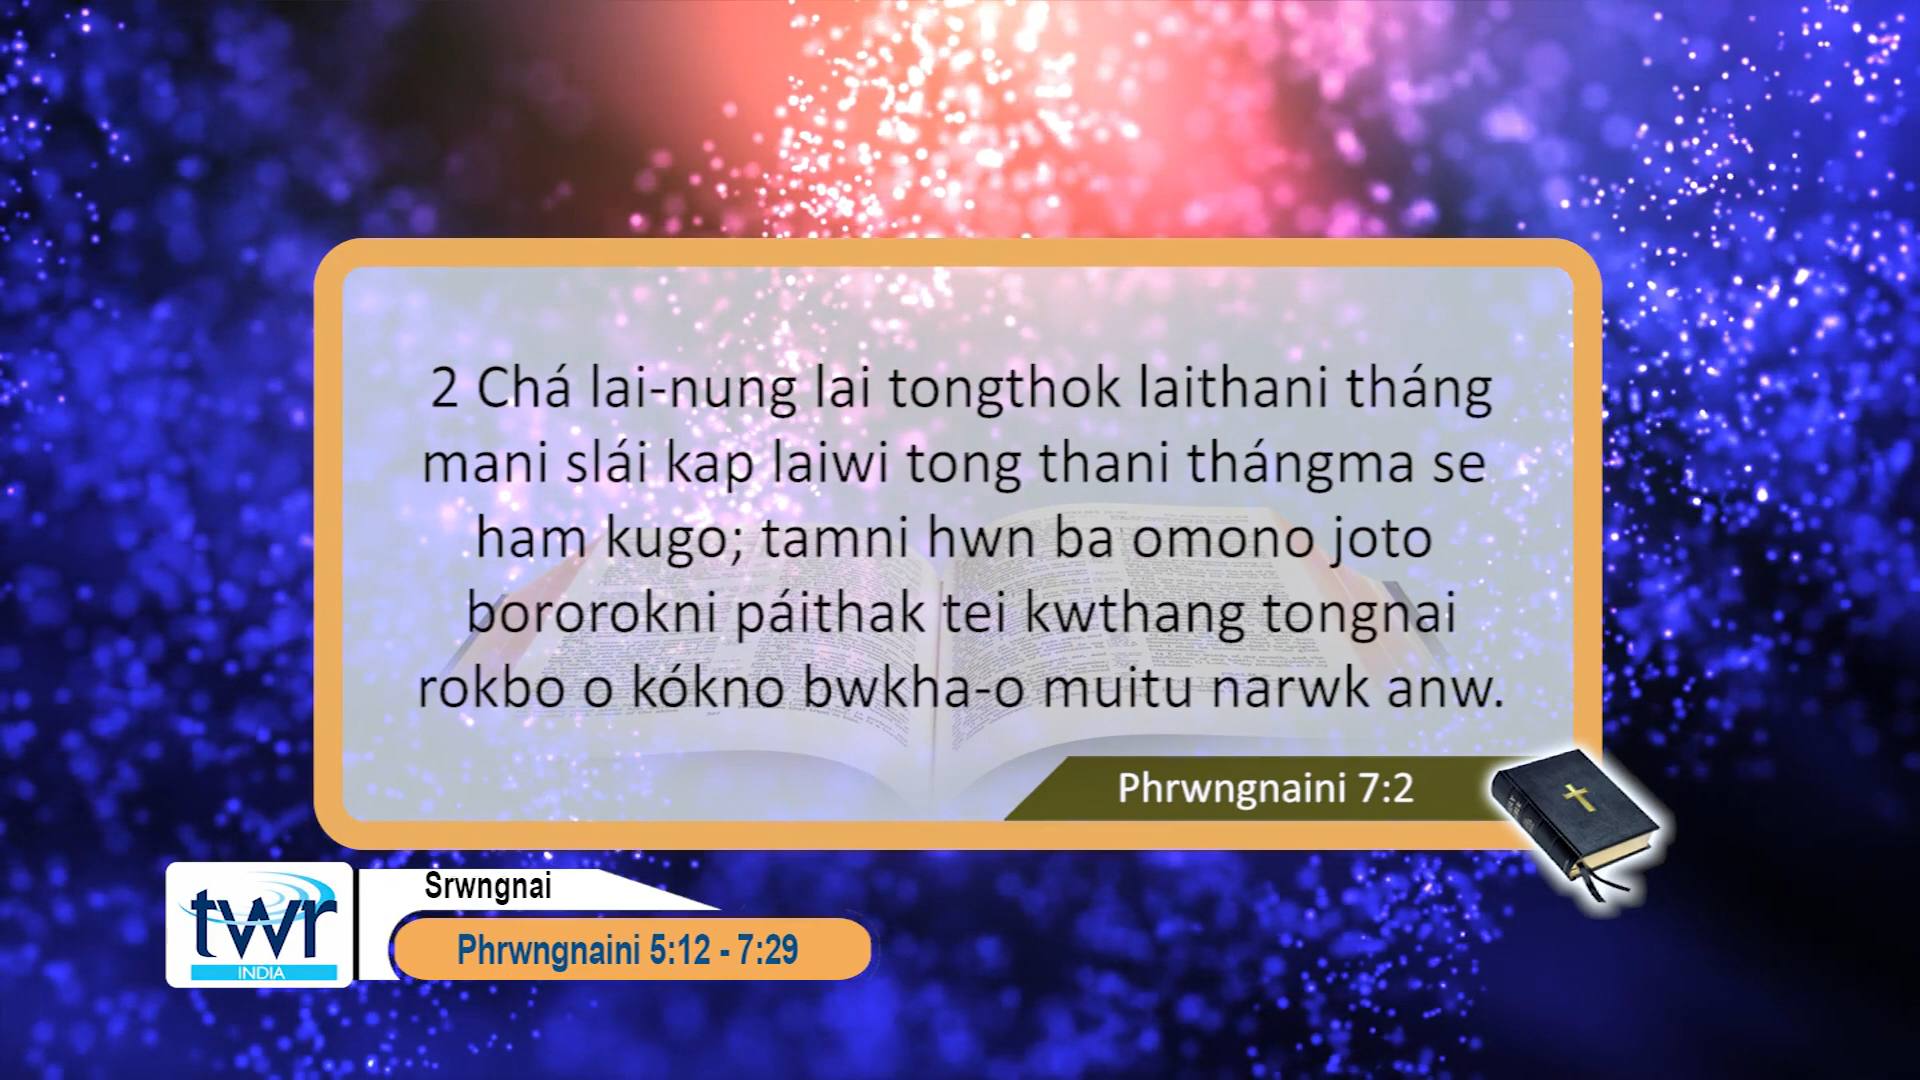 2 Chá lai-nung lai tongthok laithani tháng
mani slái kap laiwi tong thani thángma se
ham kugo; tamni hwn ba omono joto
bororokni páithak tei kwthang tongnai
rokbo o kókno bwkha-o muitu narwk anw.
Phrwngnaini 7:2
Srwngnai
Phrwngnaini 5:12 - 7:29
twr
INDIA